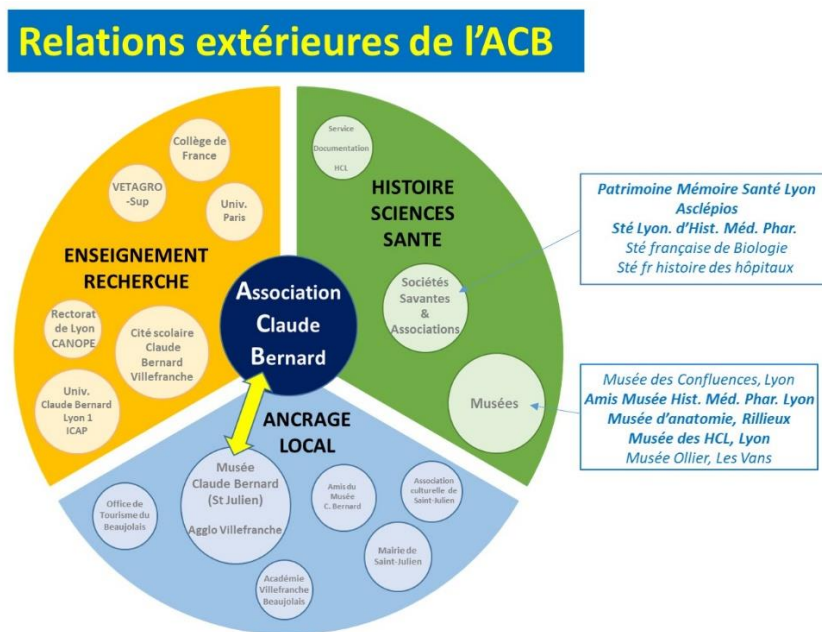 Relations extérieures de l’ACB
Collège de
France
VETAGRO
-Sup
Univ.
Paris
ENSEIGNEMENT
RECHERCHE
Rectorat
de Lyon
CANOPE
Cité scolaire
Claude
Bernard
Villefranche
Univ.
Claude Bernard
Lyon 1
ICAP
Service
Documentation
HCL
HISTOIRE
SCIENCES
SANTE
Sociétés
Savantes
&
Associations
Musées
Patrimoine Mémoire Santé Lyon
Asclépios
Sté Lyon. d’Hist. Méd. Phar.
Sté française de Biologie
Sté fr histoire des hôpitaux
Musée des Confluences, Lyon
Amis Musée Hist. Méd. Phar. Lyon
Musée d’anatomie, Rillieux
Musée des HCL, Lyon
Musée Ollier, Les Vans
Association
Claude
Bernard
ANCRAGE
LOCAL
Musée
Claude Bernard
(St Julien)
Agglo Villefranche
Office de
Tourisme du
Beaujolais
Amis du
Musée
C. Bernard
Association
culturelle de
Saint-Julien
Mairie de
Saint-Julien
Académie
Villefranche
Beaujolais